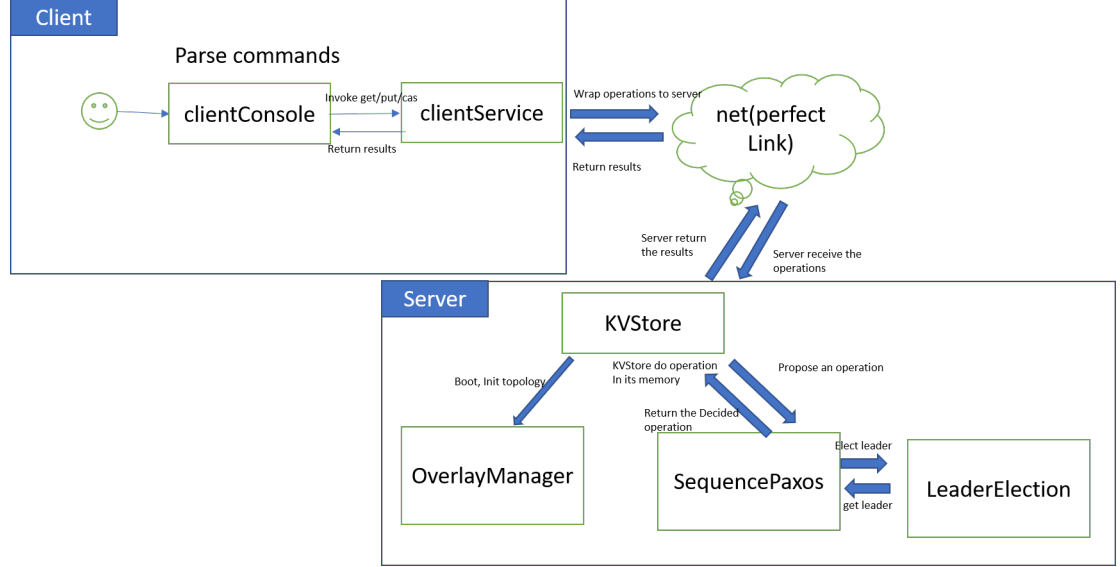 Client
Parse commands
clientConsole
Invoke get/put/cas
clientService
Return results
Wrap operations to server
Return results
net(perfect
Link)
Server return
the results
Server receive the
operations
Server
KVStore
Boot, Init topology
KVStore do operation
In its memory
Propose an operation
Return the Decided
operation
OverlayManager
SequencePaxos
Elect leader
get leader
LeaderElection